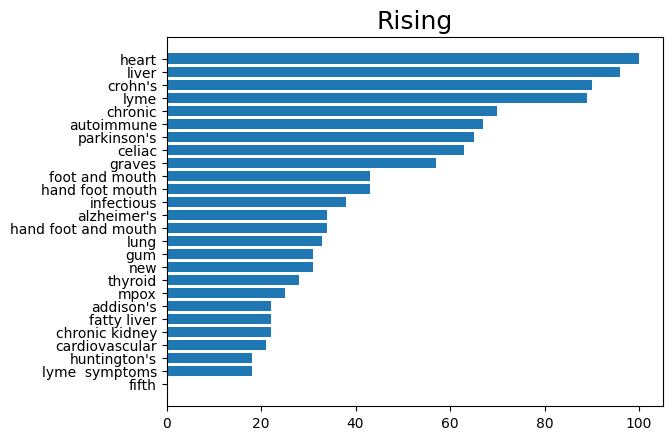 Rising
heart
liver
crohn's
lyme
chronic
autoimmune
parkinson's
celiac
graves
foot and mouth
hand foot mouth
infectious
alzheimer's
hand foot and mouth
lung
gum
new
thyroid
mpox
addison's
fatty liver
chronic kidney
cardiovascular
huntington's
lyme  symptoms
fifth
0 20 40 60 80 100